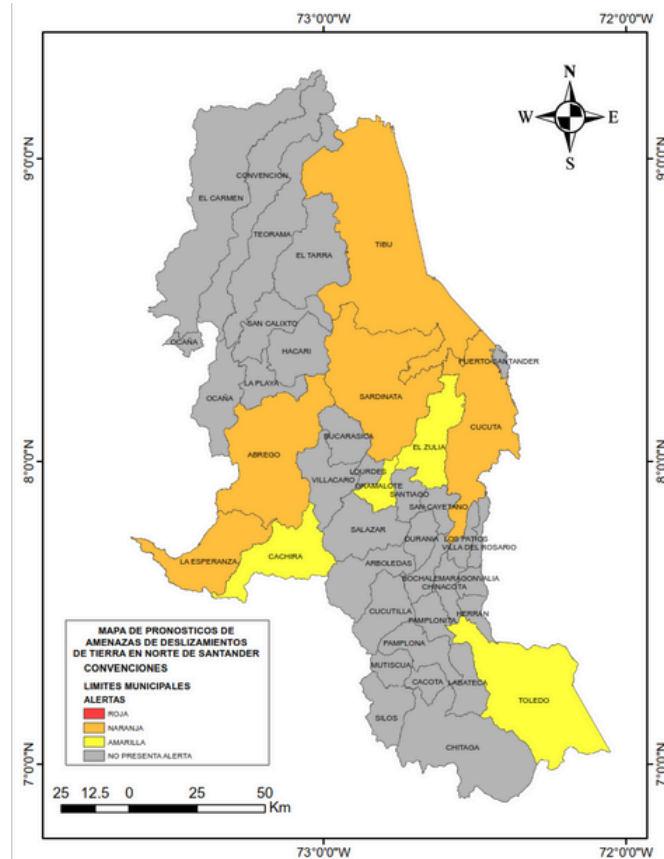 73°0'0"W 72°0'0"W
N
W E
S
9°0'0"N 9°0'0"N
CONVENCION
EL CARMEN
TEORAMA
TIBU
EL TARRA
SAN CALIXTO
OCAÑA
HACARI
PUERTO SANTANDER
LA PLAYA
OCAÑA
SARDINATA
CUCUTA
BUCARASICA
EL ZULIA
ABREGO
8°0'0"N 8°0'0"N
LOURDES
VILLACARO
GRAMALOTE
SANTIAGO
SAN CAYETANO
SALAZAR
DURANIA LOS PATIOS
VILLA DEL ROSARIO
CACHIRA
LA ESPERANZA
ARBOLEDAS
BOCHALEMA RAGONVALIA
CHINACOTA
CUCUTILLA
HERRAN
PAMPLONITA
PAMPLONA
MUTISCUA
CACOTA
LABATECA
TOLEDO
SILOS
CHITAGA
MAPA DE PRONOSTICOS DE
AMENAZAS DE DESLIZAMIENTOS
DE TIERRA EN NORTE DE SANTANDER
CONVENCIONES
LIMITES MUNICIPALES
ALERTAS
ROJA
NARANJA
AMARILLA
NO PRESENTA ALERTA
7°0'0"N 7°0'0"N
25 12.5 0 25 50
Km
73°0'0"W 72°0'0"W